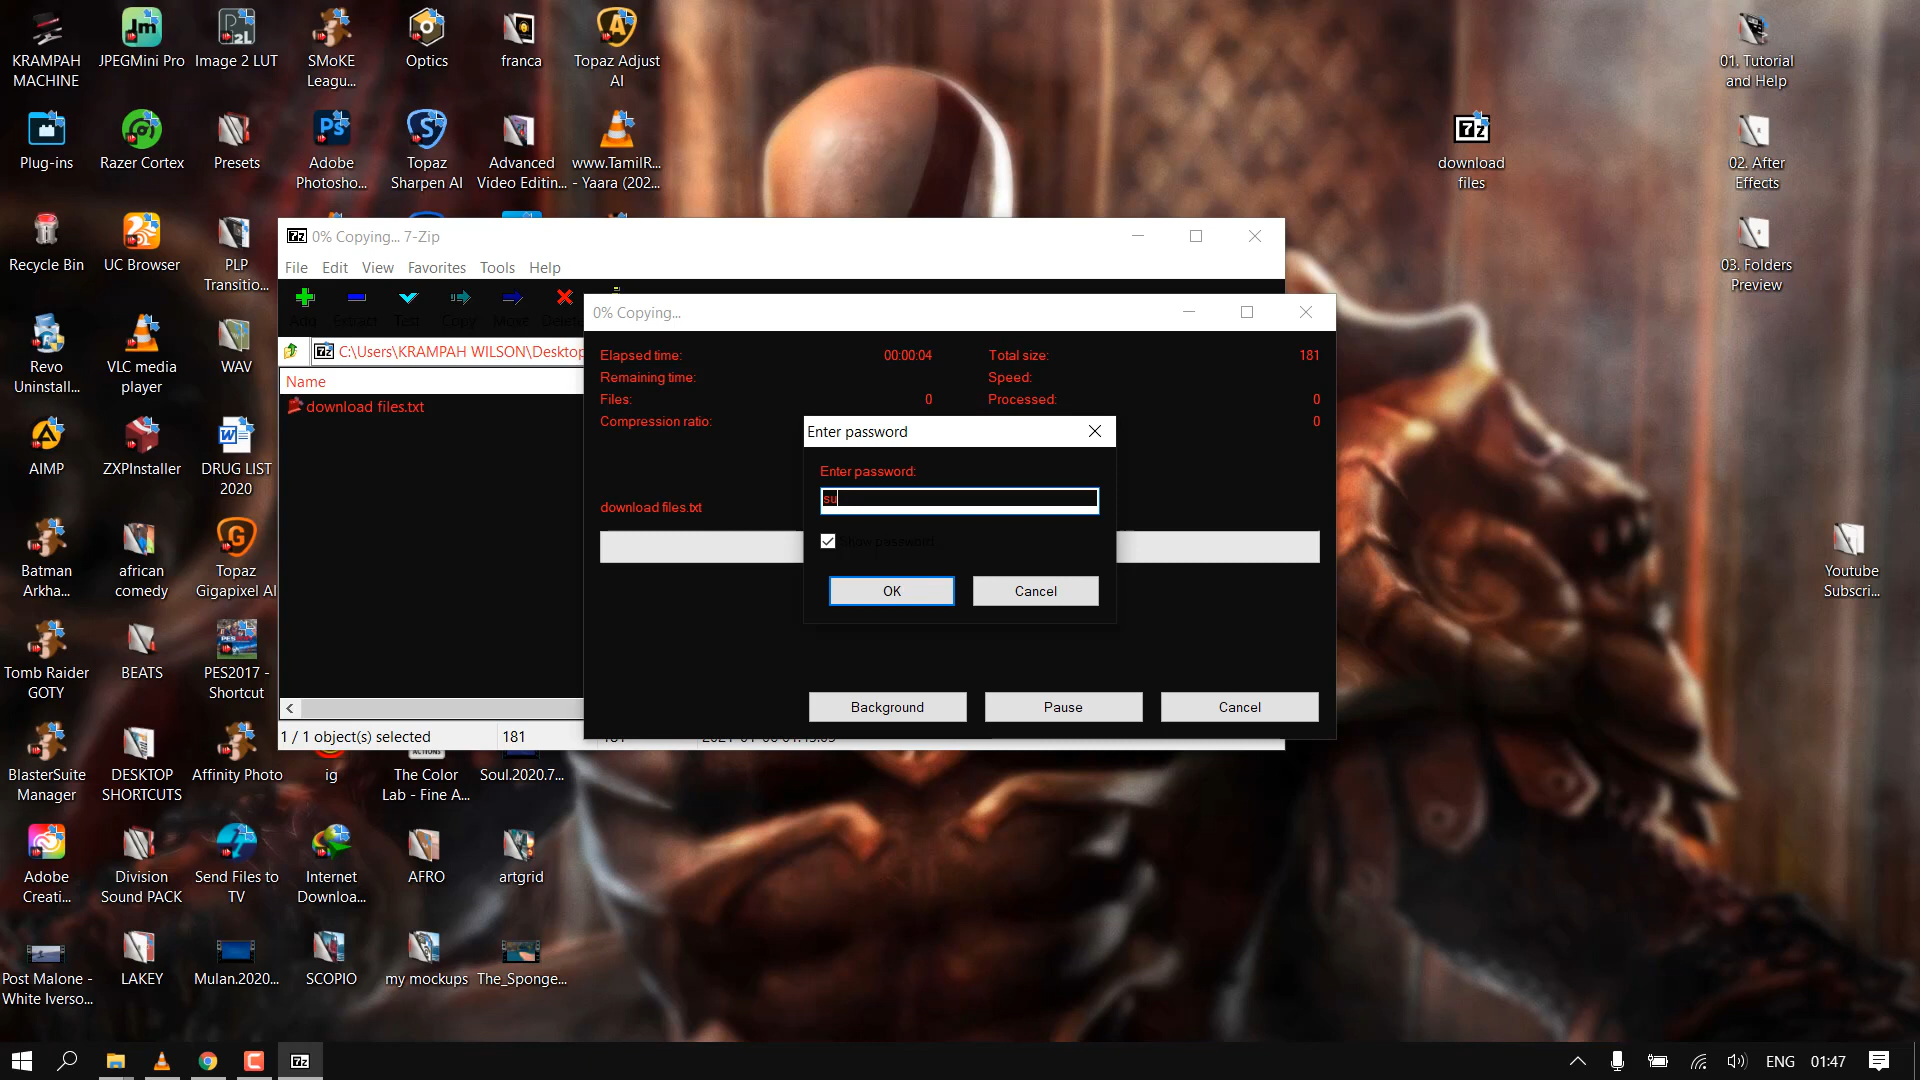 KRAMPAH
MACHINE
JPEGMini Pro
Image 2 LUT
SMoKE
Leagu...
Optics
franca
Topaz Adjust
AI
Plug-ins
Razer Cortex
Presets
Adobe
Photosho...
Topaz
Sharpen AI
Advanced
Video Editin...
www.TamilR...
- Yaara (202...
download
files
01. Tutorial
and Help
02. After
Effects
03. Folders
Preview
Recycle Bin
UC Browser
PLP
Transitio...
Revo
Uninstall...
VLC media
player
WAV
AIMP
ZXPInstaller
DRUG LIST
2020
Batman
Arkha...
african
comedy
Topaz
Gigapixel AI
Tomb Raider
GOTY
BEATS
PES2017 -
Shortcut
BlasterSuite
Manager
DESKTOP
SHORTCUTS
Affinity Photo
ig
The Color
Lab - Fine A...
Soul.2020.7...
Adobe
Creati...
Division
Sound PACK
Send Files to
TV
Internet
Downloa...
AFRO
artgrid
Post Malone -
White Iverso...
LAKEY
Mulan.2020...
SCOPIO
my mockups
The_Sponge...
Youtube
Subscri...
0% Copying... 7-Zip
File Edit View Favorites Tools Help
Add Extract Test Copy Move Delete
C:\Users\KRAMPAH WILSON\Desktop
Name
download files.txt
1 / 1 object(s) selected 181
0% Copying...
Elapsed time: 00:00:04 Total size: 181
Remaining time: Speed:
Files: 0 Processed: 0
Compression ratio: 0
download files.txt
Enter password
Enter password:
su
Show password
OK Cancel
Background Pause Cancel
ENG 01:47